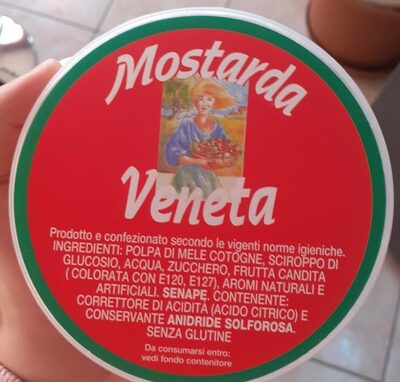 Mostarda
Veneta
Prodotto e confezionato secondo le vigenti norme igieniche.
INGREDIENTI: POLPA DI MELE COTOGNE, SCIROPPO DI
GLUCOSIO, ACQUA, ZUCCHERO, FRUTTA CANDITA
( COLORATA CON E120, E127), AROMI NATURALI E
ARTIFICIALI. SENAPE. CONTENENTE:
CORRETTORE DI ACIDITÀ (ACIDO CITRICO) E
CONSERVANTE ANIDRIDE SOLFOROSA.
SENZA GLUTINE
Da consumarsi entro:
vedi fondo contenitore